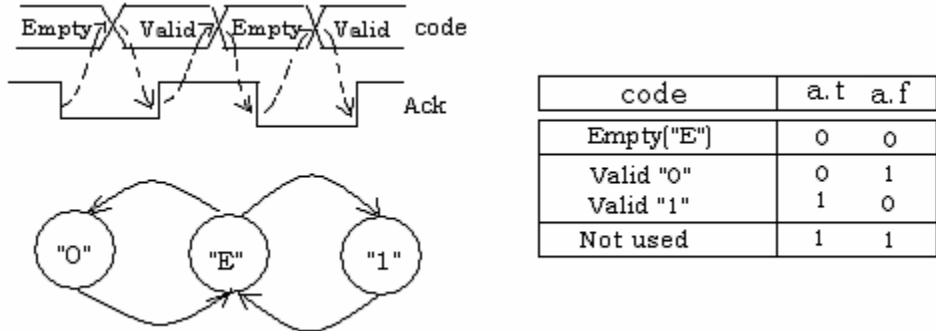 Empty Valid Empty Valid code
Ack
"0" "E" "1"
code a.t a.f
Empty("E") 0 0
Valid "0" 0 1
Valid "1" 1 0
Not used 1 1